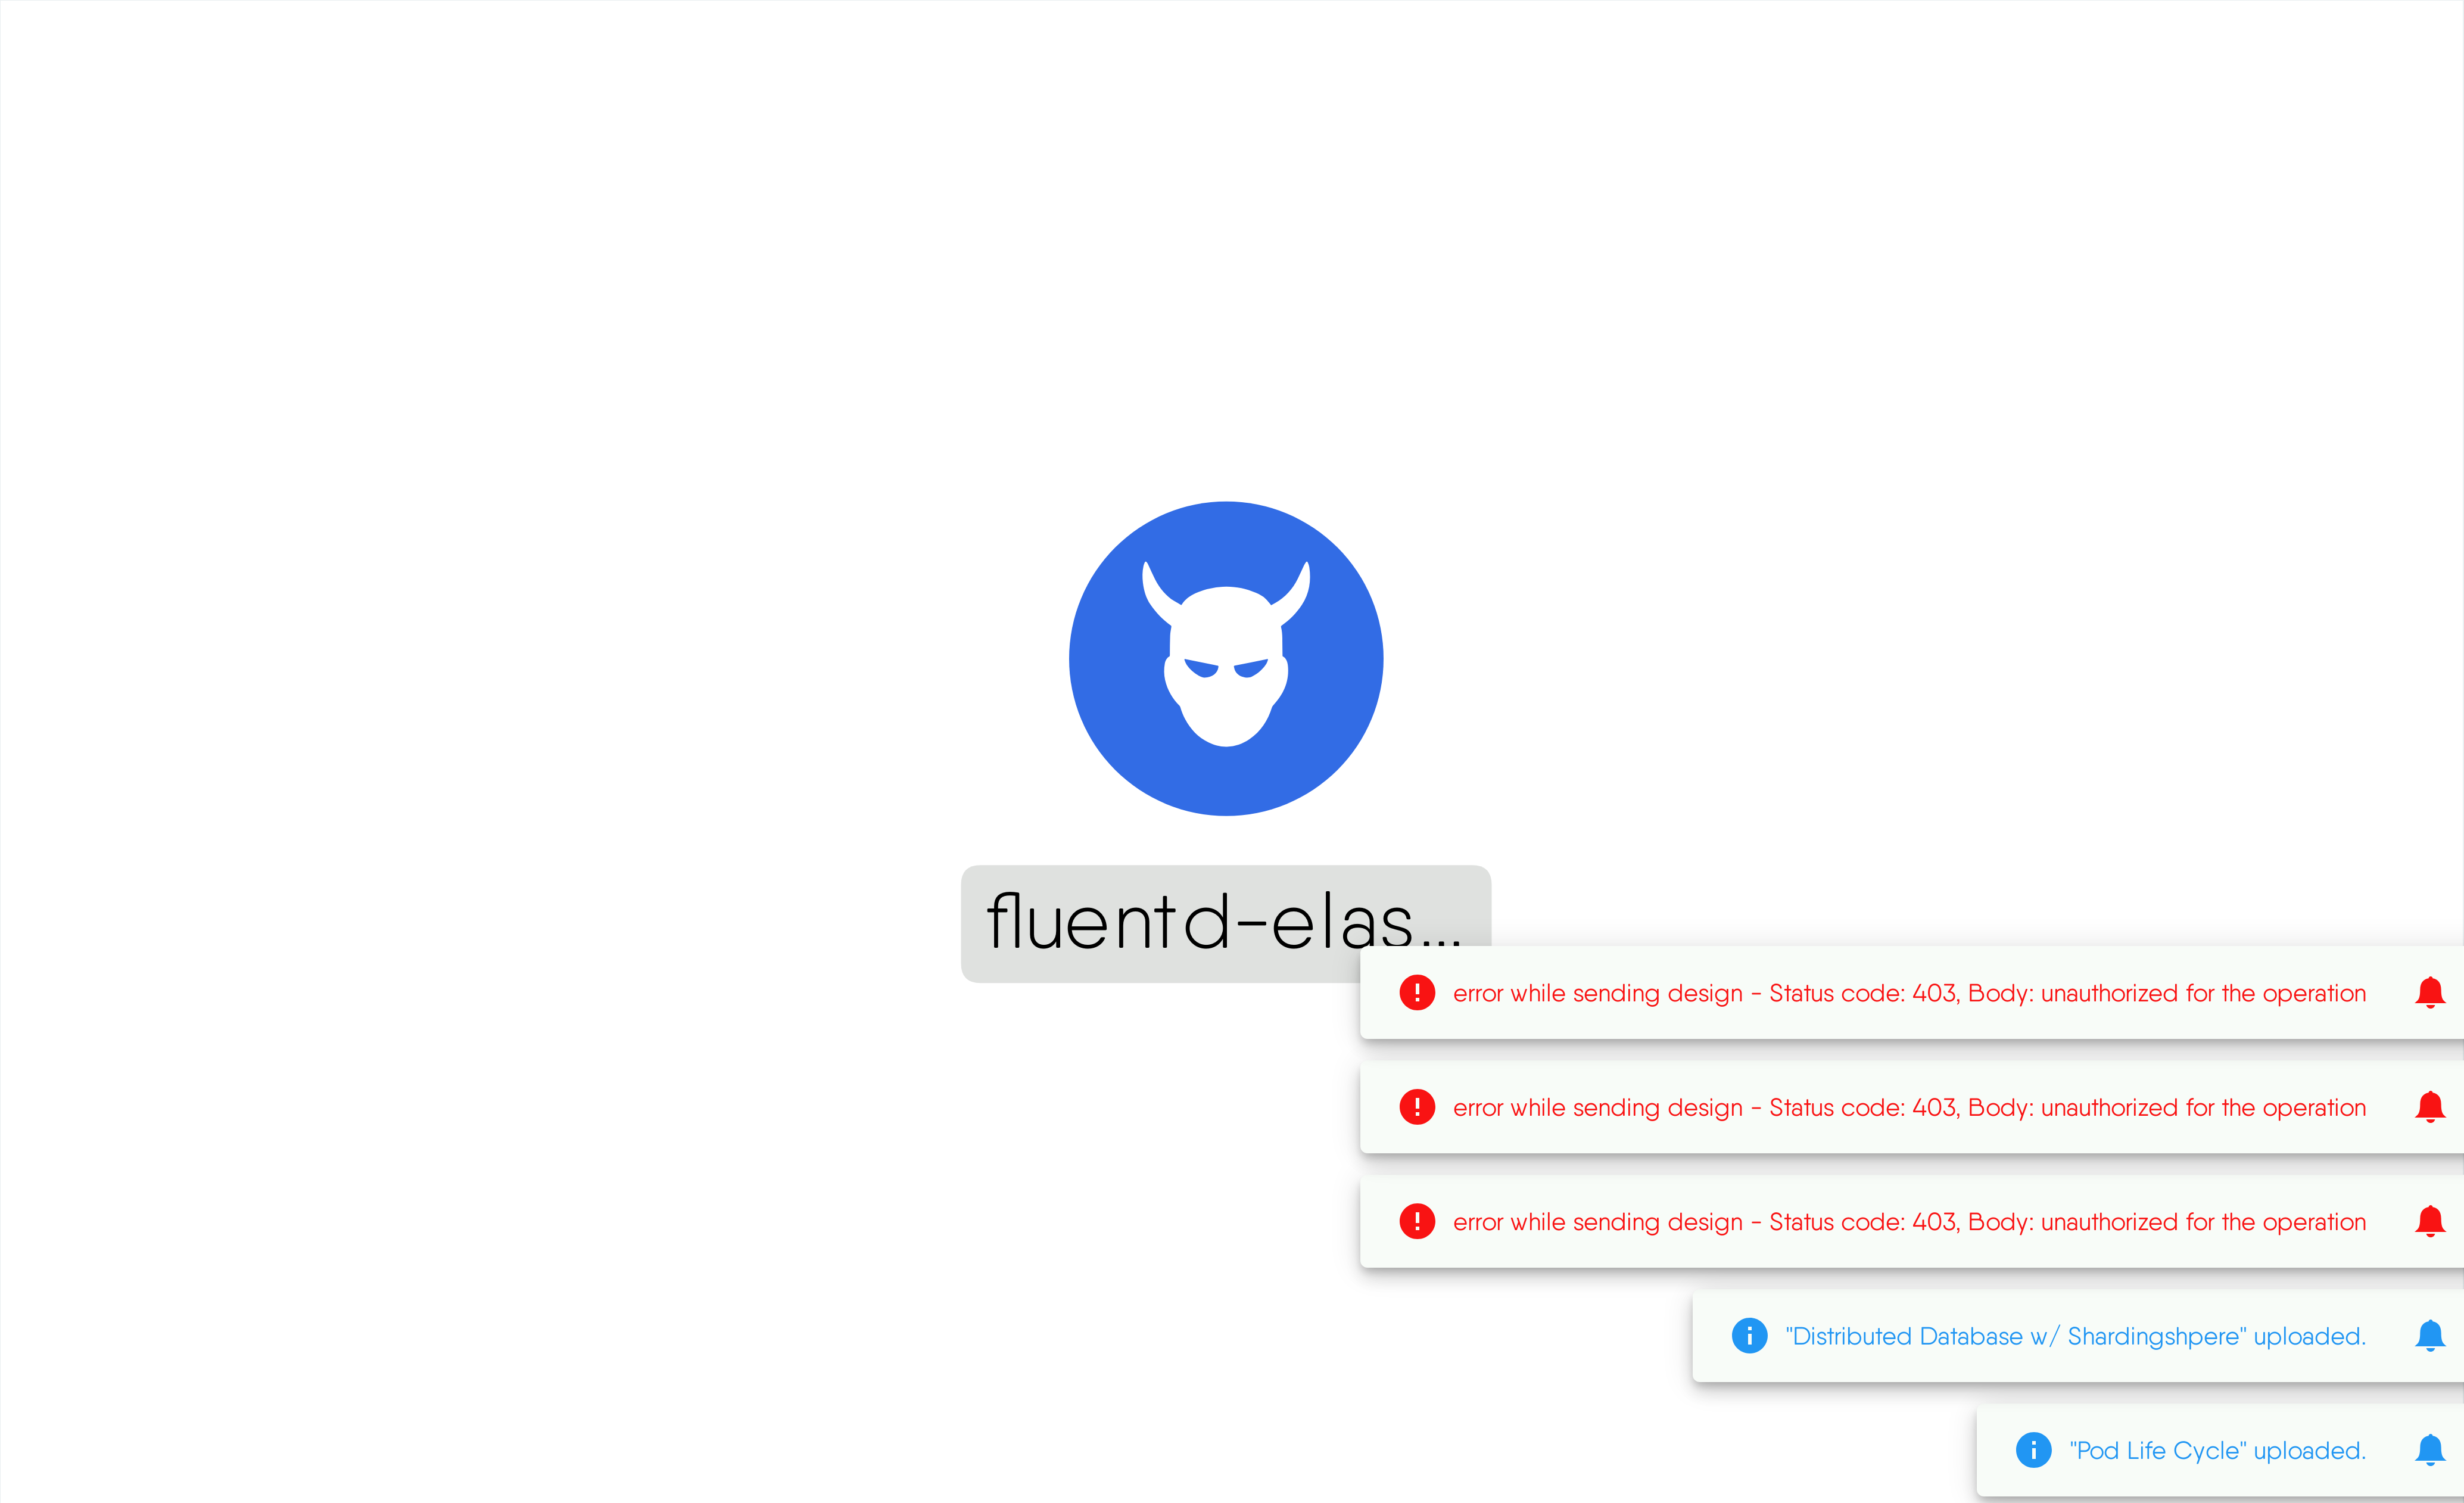 fluentd-elas...
error while sending design - Status code: 403, Body: unauthorized for the operation
error while sending design - Status code: 403, Body: unauthorized for the operation
error while sending design - Status code: 403, Body: unauthorized for the operation
"Distributed Database w/ Shardingshpere" uploaded.
"Pod Life Cycle" uploaded.